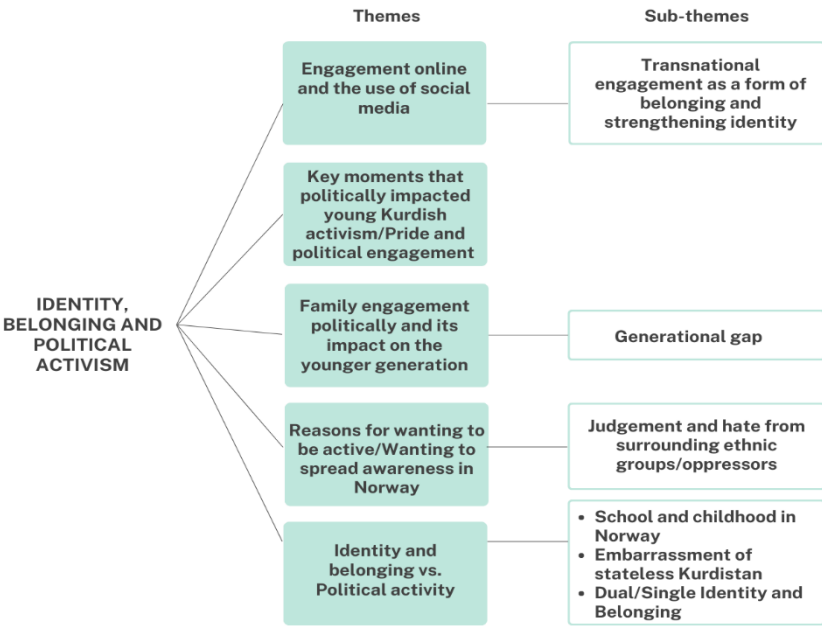 Themes
Sub-themes
Engagement online
and the use of social
media
Transnational
engagement as a form of
belonging and
strengthening identity
Key moments that
politically impacted
young Kurdish
activism/Pride and
political engagement
IDENTITY,
BELONGING AND
POLITICAL
ACTIVISM
Family engagement
politically and its
impact on the
younger generation
Generational gap
Reasons for wanting to
be active/Wanting to
spread awareness in
Norway
Judgement and hate from
surrounding ethnic
groups/oppressors
Identity and
belonging vs.
Political activity
• School and childhood in
Norway
• Embarrassment of
stateless Kurdistan
• Dual/Single Identity and
Belonging